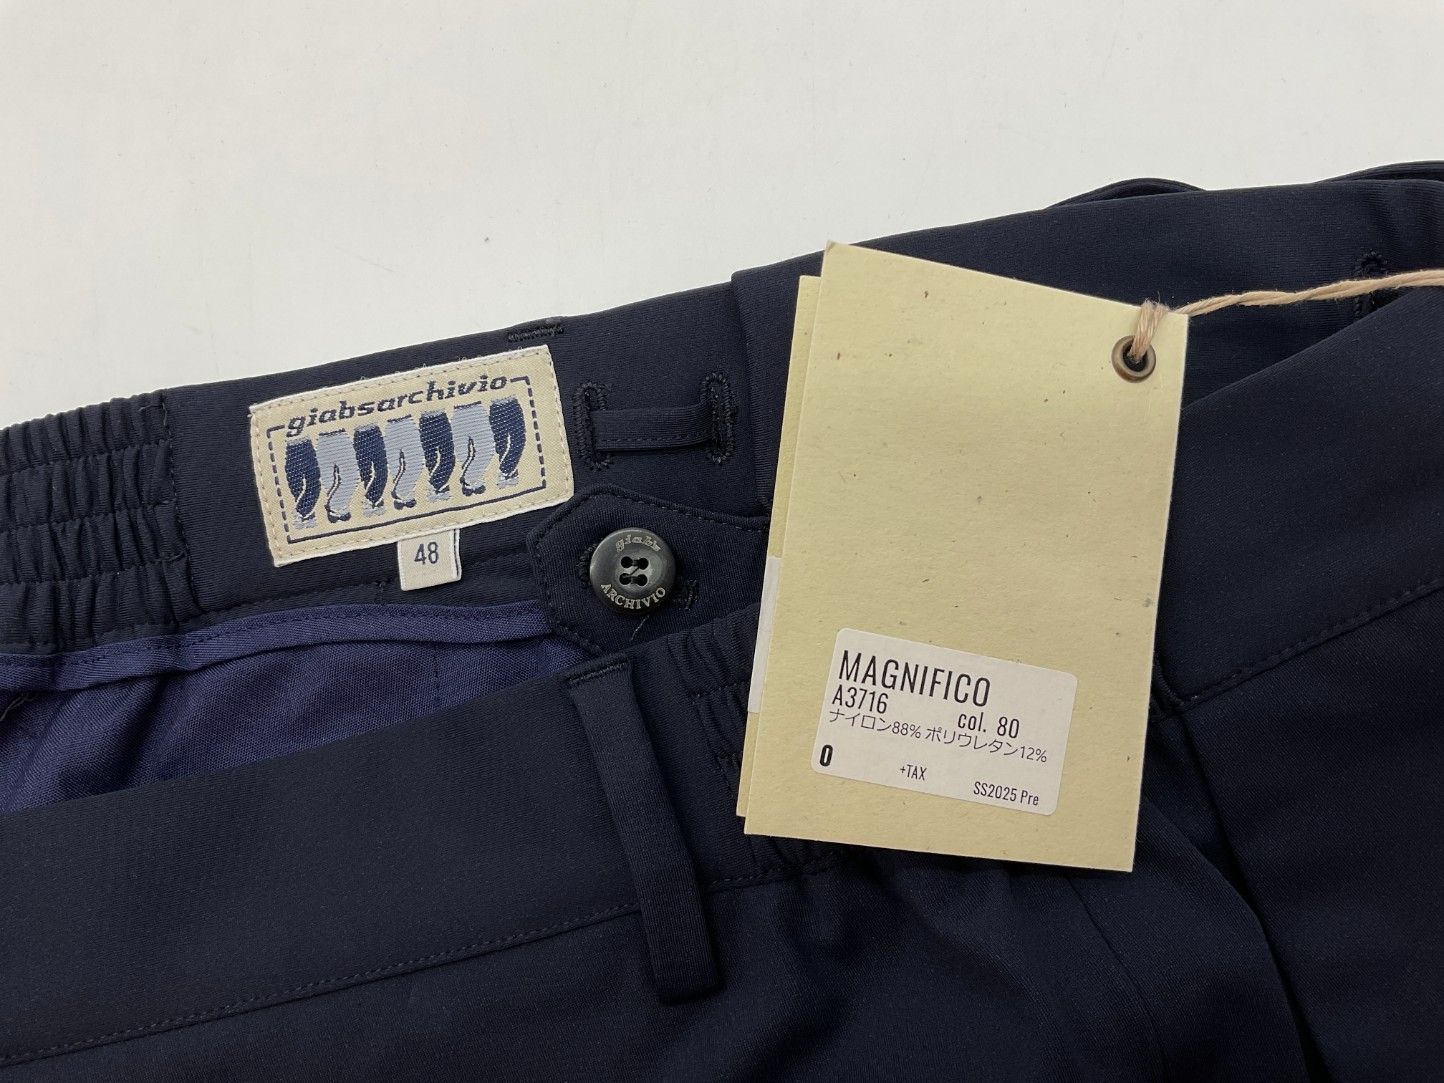 giabsarchivio
48
giabs
ARCHIVIO
MAGNIFICO
A3716 col. 80
ナイロン88% ポリウレタン12%
0 +TAX SS2025 Pre